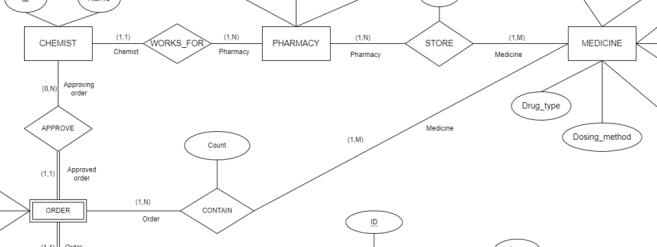 CHEMIST
(1,1)
Chemist
WORKS_FOR
(1,N)
Pharmacy
PHARMACY
(1,N)
Pharmacy
STORE
(1,M)
Medicine
MEDICINE
(0,N)
Approving
order
Drug_type
Dosing_method
APPROVE
Count
(1,M)
Medicine
(1,1)
Approved
order
ORDER
(1,N)
Order
CONTAIN
ID